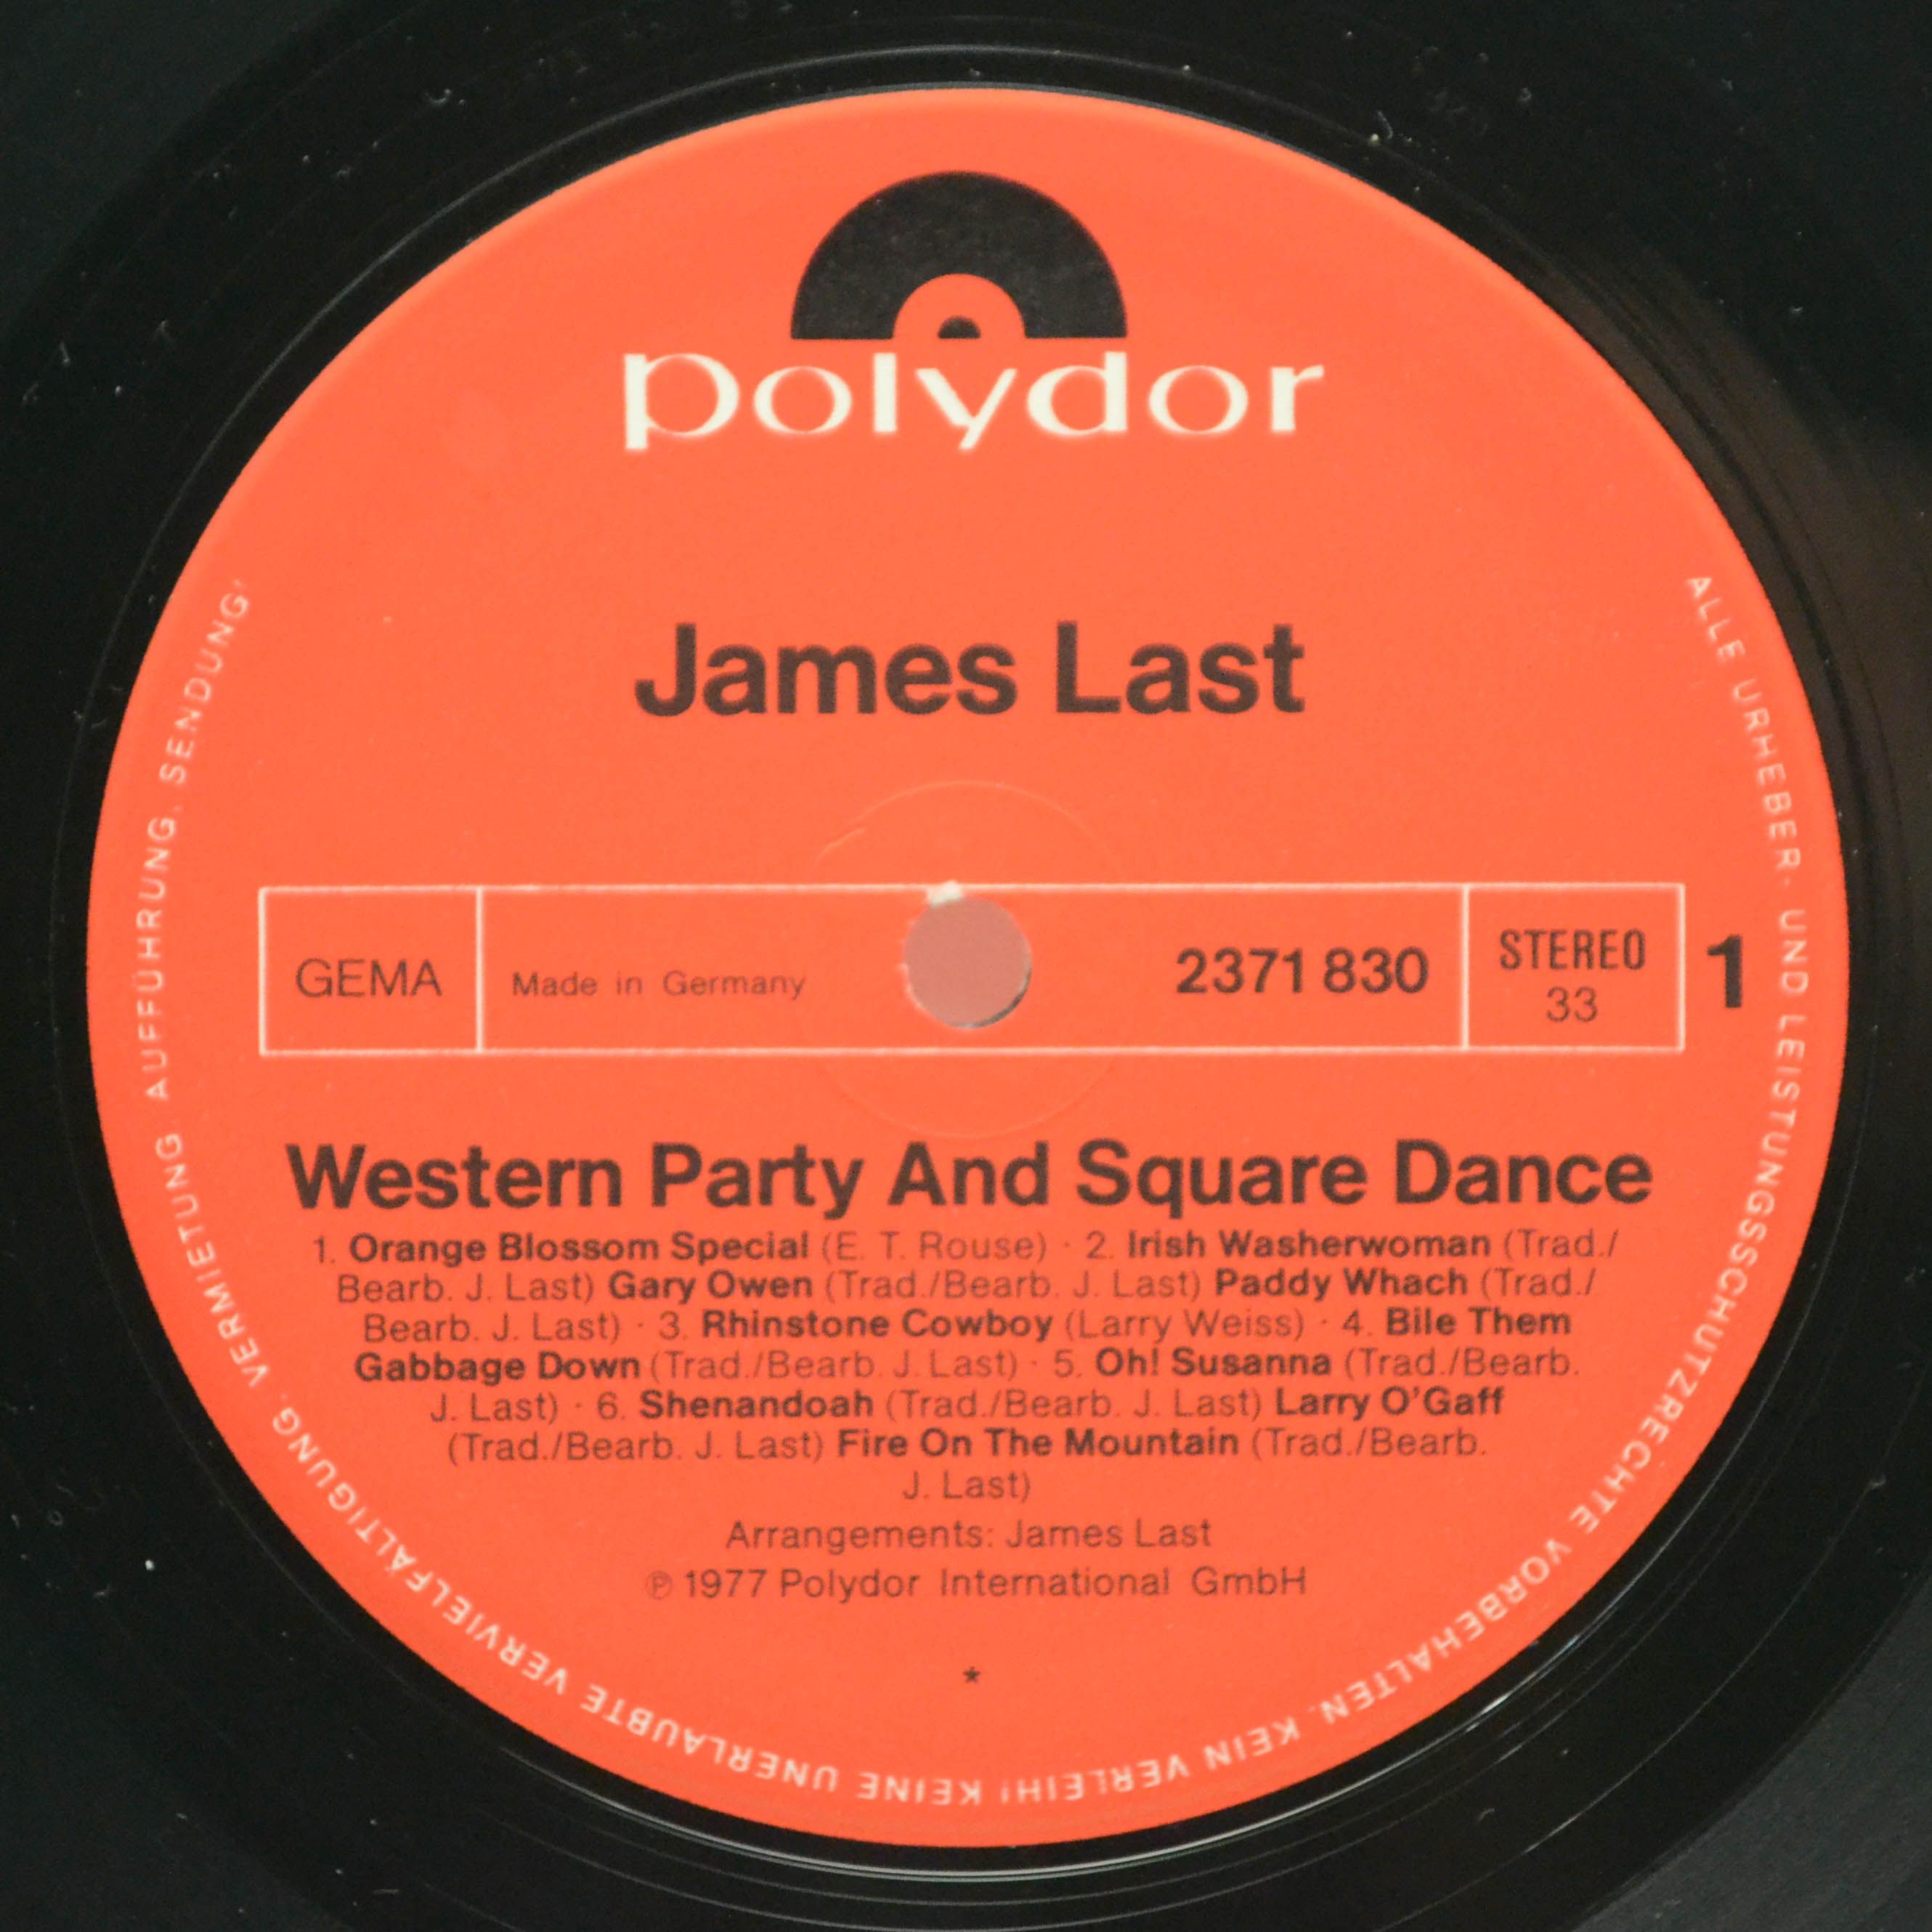 polydor
James Last
GEMA
Made in Germany
2371 830
STEREO
33
1
Western Party And Square Dance
1. Orange Blossom Special (E. T. Rouse) · 2. Irish Washerwoman (Trad./
Bearb. J. Last) Gary Owen (Trad./Bearb. J. Last) Paddy Whach (Trad./
Bearb. J. Last) · 3. Rhinstone Cowboy (Larry Weiss) · 4. Bile Them
Gabbage Down (Trad./Bearb. J. Last) · 5. Oh! Susanna (Trad./Bearb.
J. Last) · 6. Shenandoah (Trad./Bearb. J. Last) Larry O'Gaff
(Trad./Bearb. J. Last) Fire On The Mountain (Trad./Bearb.
J. Last)
Arrangements: James Last
℗ 1977 Polydor International GmbH
*
ALLE URHEBER- UND LEISTUNGSSCHUTZRECHTE VORBEHALTEN. KEIN VERLEIH! KEINE UNERLAUBTE VERVIELFÄLTIGUNG, VERMIETUNG, AUFFÜHRUNG, SENDUNG!